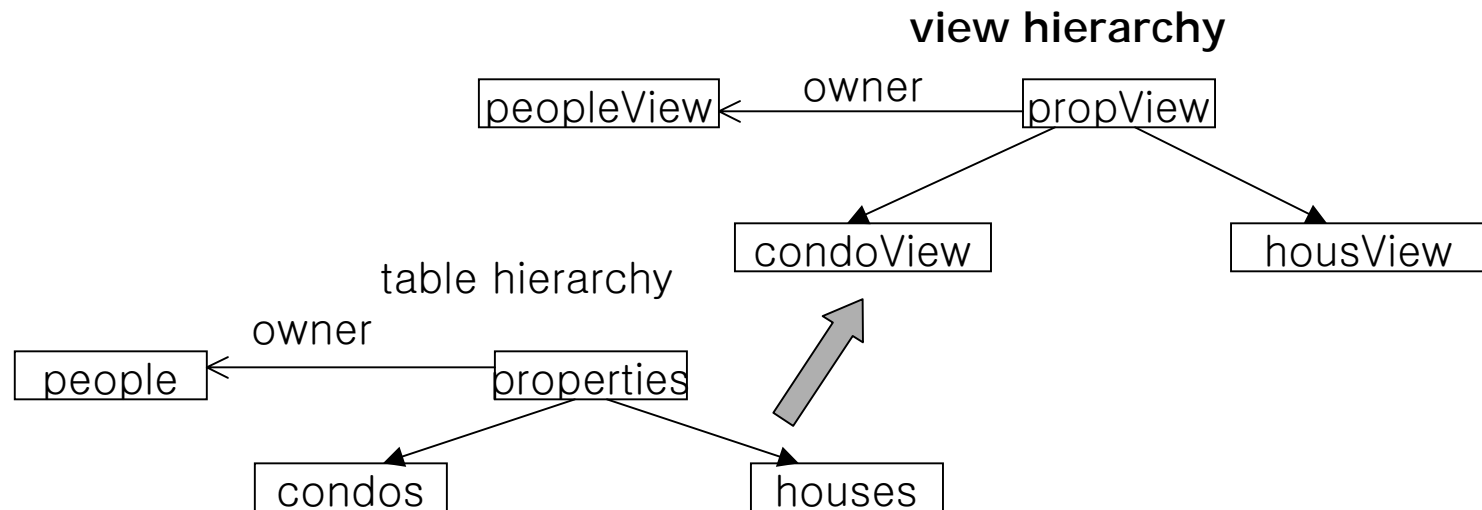 view hierarchy
peopleView
owner
propView
condoView
housView
table hierarchy
owner
people
properties
condos
houses